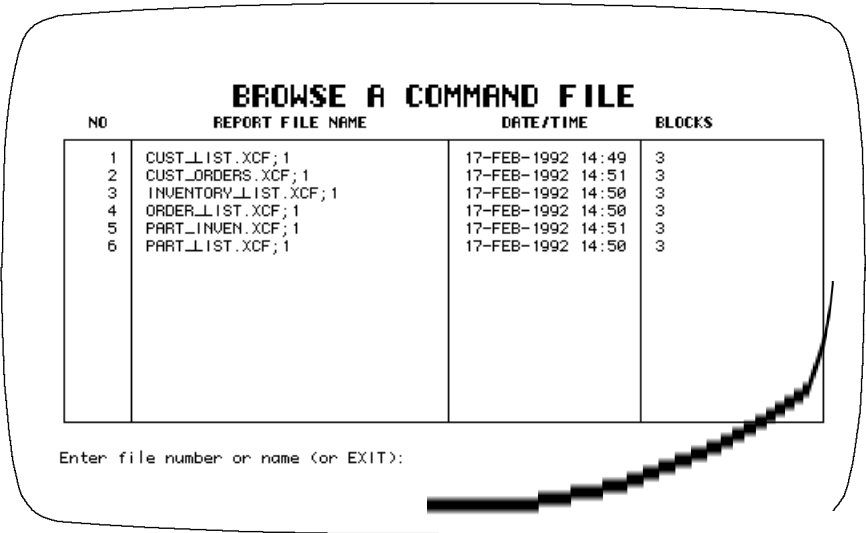 BROWSE A COMMAND FILE
NO REPORT FILE NAME DATE/TIME BLOCKS
1 CUST_LIST.XCF;1 17-FEB-1992 14:49 3
2 CUST_ORDERS.XCF;1 17-FEB-1992 14:51 3
3 INVENTORY_LIST.XCF;1 17-FEB-1992 14:50 3
4 ORDER_LIST.XCF;1 17-FEB-1992 14:50 3
5 PART_INVEN.XCF;1 17-FEB-1992 14:51 3
6 PART_LIST.XCF;1 17-FEB-1992 14:50 3
Enter file number or name (or EXIT):